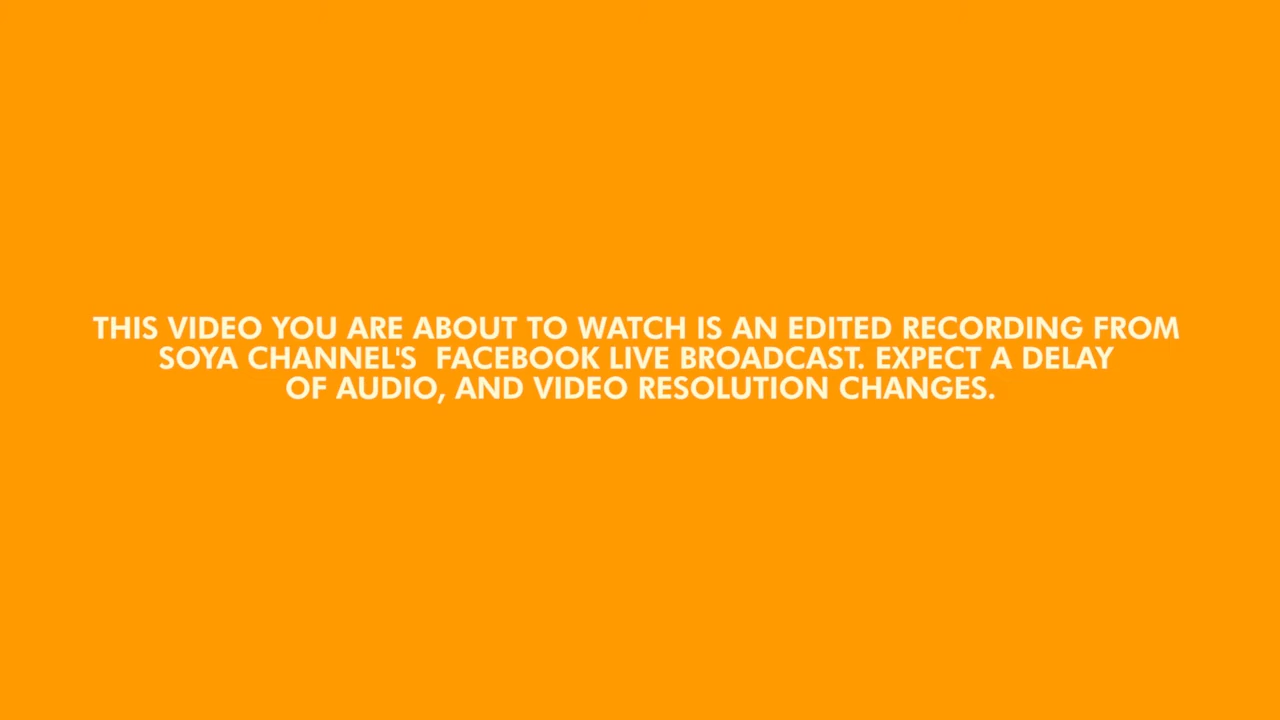 THIS VIDEO YOU ARE ABOUT TO WATCH IS AN EDITED RECORDING FROM
SOYA CHANNEL'S  FACEBOOK LIVE BROADCAST. EXPECT A DELAY
OF AUDIO, AND VIDEO RESOLUTION CHANGES.